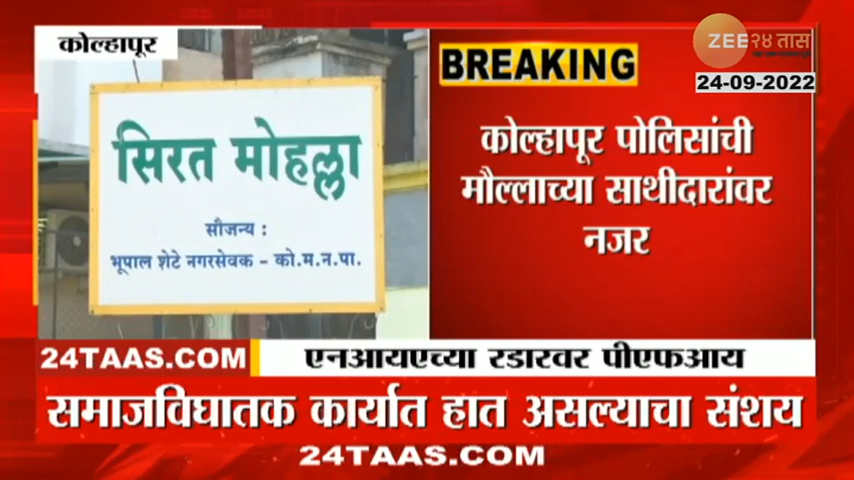 कोल्हापूर
BREAKING
ZEE २४ तास
24-09-2022
सिरत मोहल्ला
सौजन्य :
भूपाल शेटे नगरसेवक - को.म.न.पा.
कोल्हापूर पोलिसांची
मौल्लाच्या साथीदारांवर
नजर
24TAAS.COM
एनआयएच्या रडारवर पीएफआय
समाजविघातक कार्यात हात असल्याचा संशय
24TAAS.COM